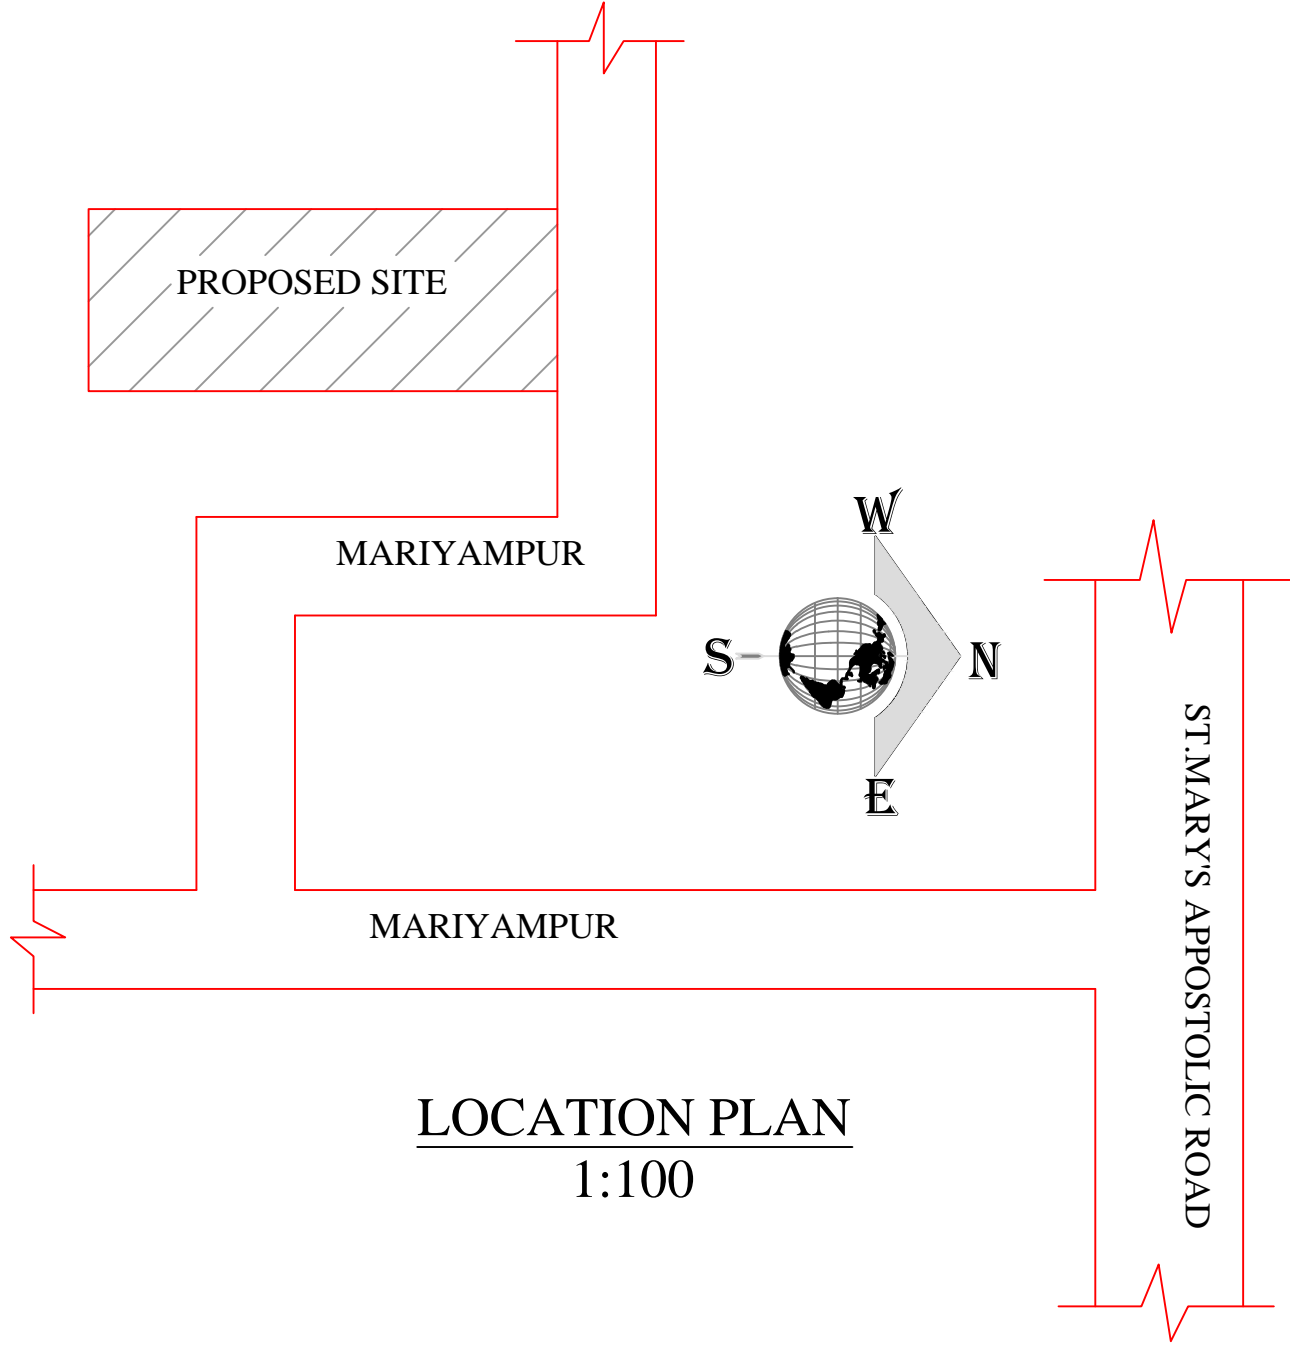 PROPOSED SITE
MARIYAMPUR
W
S
N
E
ST.MARY'S APPOSTOLIC ROAD
MARIYAMPUR
LOCATION PLAN
1:100